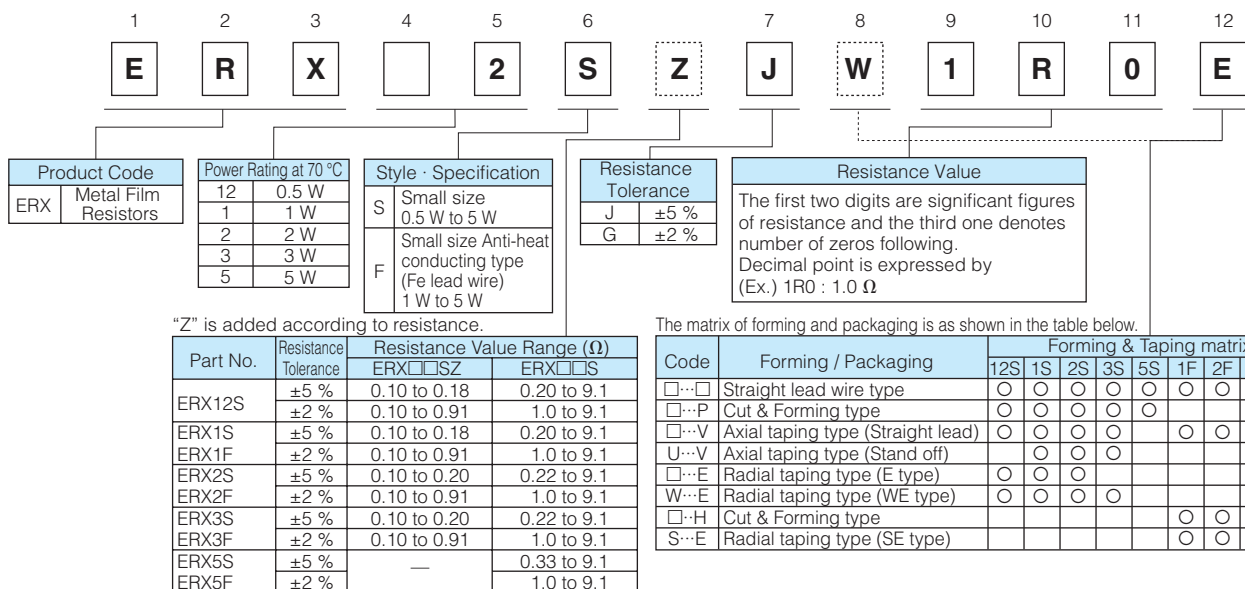 1 2 3 4 5 6 7 8 9 10 11 12
E R X 2 S Z J W 1 R 0 E
Product Code
ERX Metal Film Resistors
Power Rating at 70 °C
12 0.5 W
1 1 W
2 2 W
3 3 W
5 5 W
Style · Specification
S Small size
0.5 W to 5 W
F Small size Anti-heat
conducting type
(Fe lead wire)
1 W to 5 W
Resistance
Tolerance
J ±5 %
G ±2 %
Resistance Value
The first two digits are significant figures
of resistance and the third one denotes
number of zeros following.
Decimal point is expressed by
(Ex.) 1R0 : 1.0 Ω
"Z" is added according to resistance.
Part No. Resistance Tolerance Resistance Value Range (Ω)
ERX□□SZ ERX□□S
ERX12S ±5 % 0.10 to 0.18 0.20 to 9.1
±2 % 0.10 to 0.91 1.0 to 9.1
ERX1S ±5 % 0.10 to 0.18 0.20 to 9.1
ERX1F ±2 % 0.10 to 0.91 1.0 to 9.1
ERX2S ±5 % 0.10 to 0.20 0.22 to 9.1
ERX2F ±2 % 0.10 to 0.91 1.0 to 9.1
ERX3S ±5 % 0.10 to 0.20 0.22 to 9.1
ERX3F ±2 % 0.10 to 0.91 1.0 to 9.1
ERX5S ±5 % — 0.33 to 9.1
ERX5F ±2 % 1.0 to 9.1
The matrix of forming and packaging is as shown in the table below.
Code Forming / Packaging Forming & Taping matrix
12S 1S 2S 3S 5S 1F 2F
□···□ Straight lead wire type ○ ○ ○ ○ ○ ○ ○
□···P Cut & Forming type ○ ○ ○ ○ ○
□···V Axial taping type (Straight lead) ○ ○ ○ ○ ○ ○
U···V Axial taping type (Stand off) ○ ○ ○
□···E Radial taping type (E type) ○ ○ ○
W···E Radial taping type (WE type) ○ ○ ○ ○
□··H Cut & Forming type ○ ○
S···E Radial taping type (SE type) ○ ○